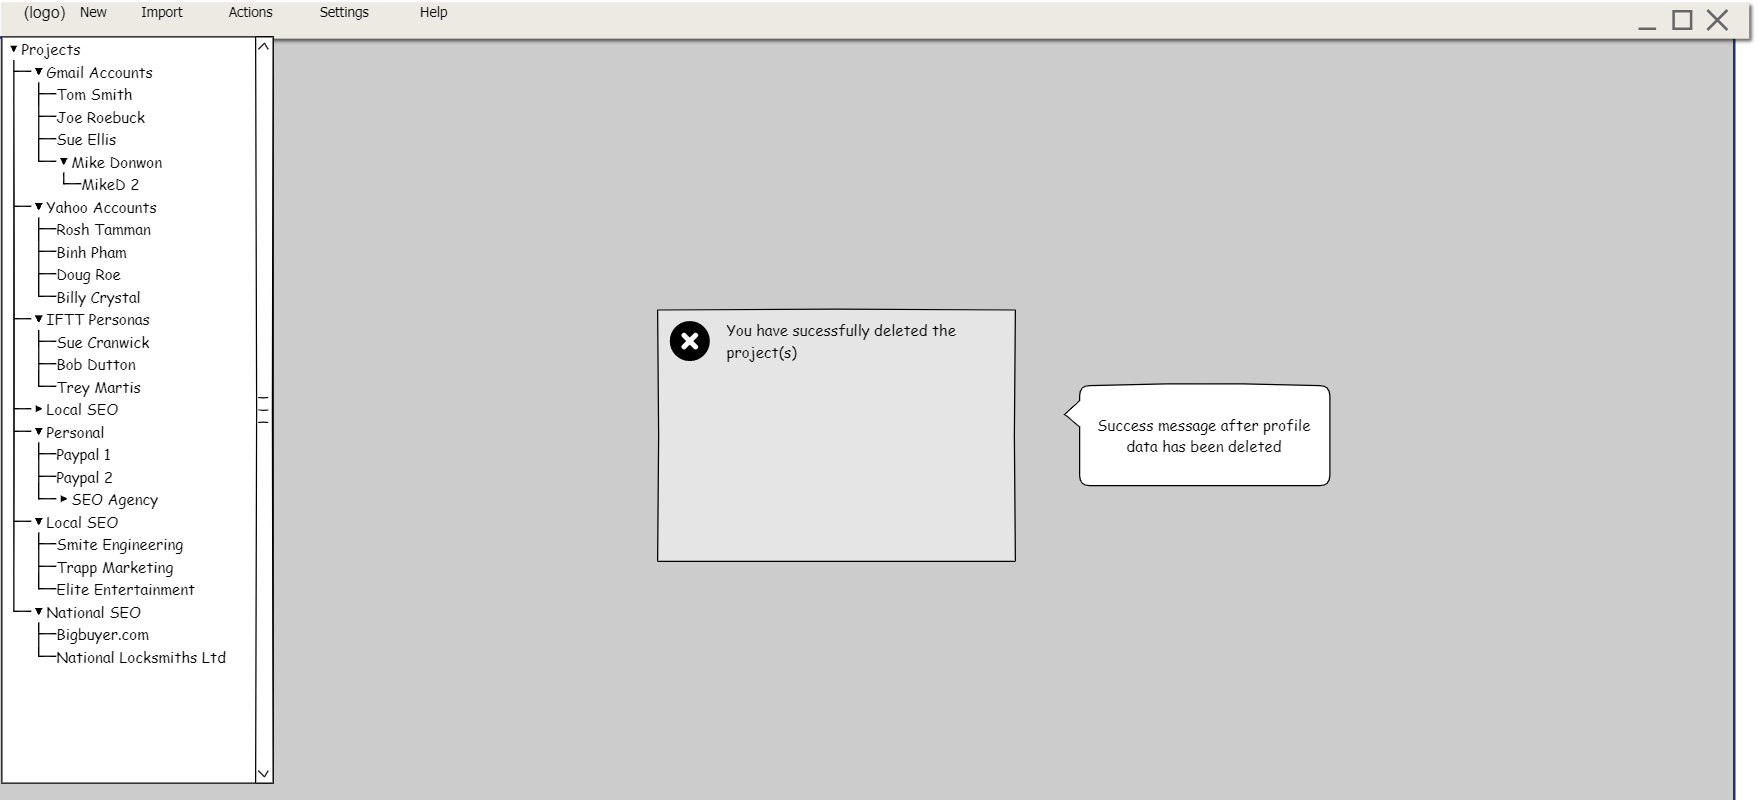 (logo) New Import Actions Settings Help
Projects
Gmail Accounts
Tom Smith
Joe Roebuck
Sue Ellis
Mike Donwon
MikeD 2
Yahoo Accounts
Rosh Tamman
Binh Pham
Doug Roe
Billy Crystal
IFTT Personas
Sue Cranwick
Bob Dutton
Trey Martis
Local SEO
Personal
Paypal 1
Paypal 2
SEO Agency
Local SEO
Smite Engineering
Trapp Marketing
Elite Entertainment
National SEO
Bigbuyer.com
National Locksmiths Ltd
You have sucessfully deleted the
project(s)
Success message after profile
data has been deleted